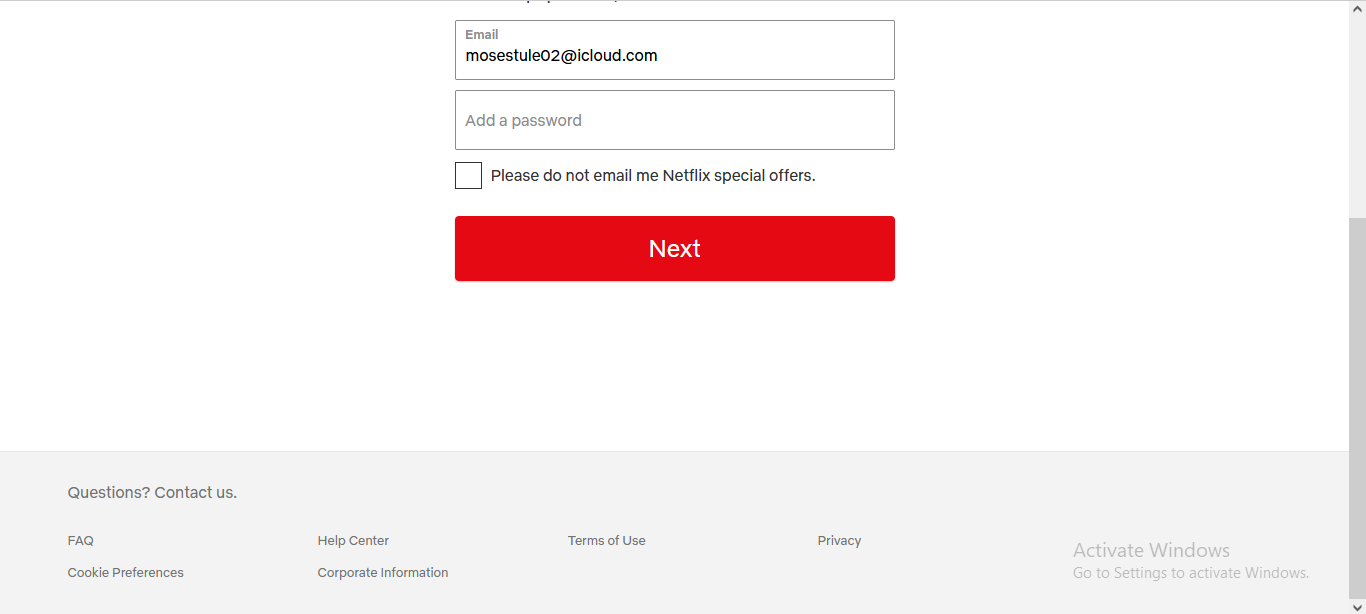 Email
mosestule02@icloud.com
Add a password
Please do not email me Netflix special offers.
Next
Questions? Contact us.
FAQ
Help Center
Terms of Use
Privacy
Cookie Preferences
Corporate Information
Activate Windows
Go to Settings to activate Windows.